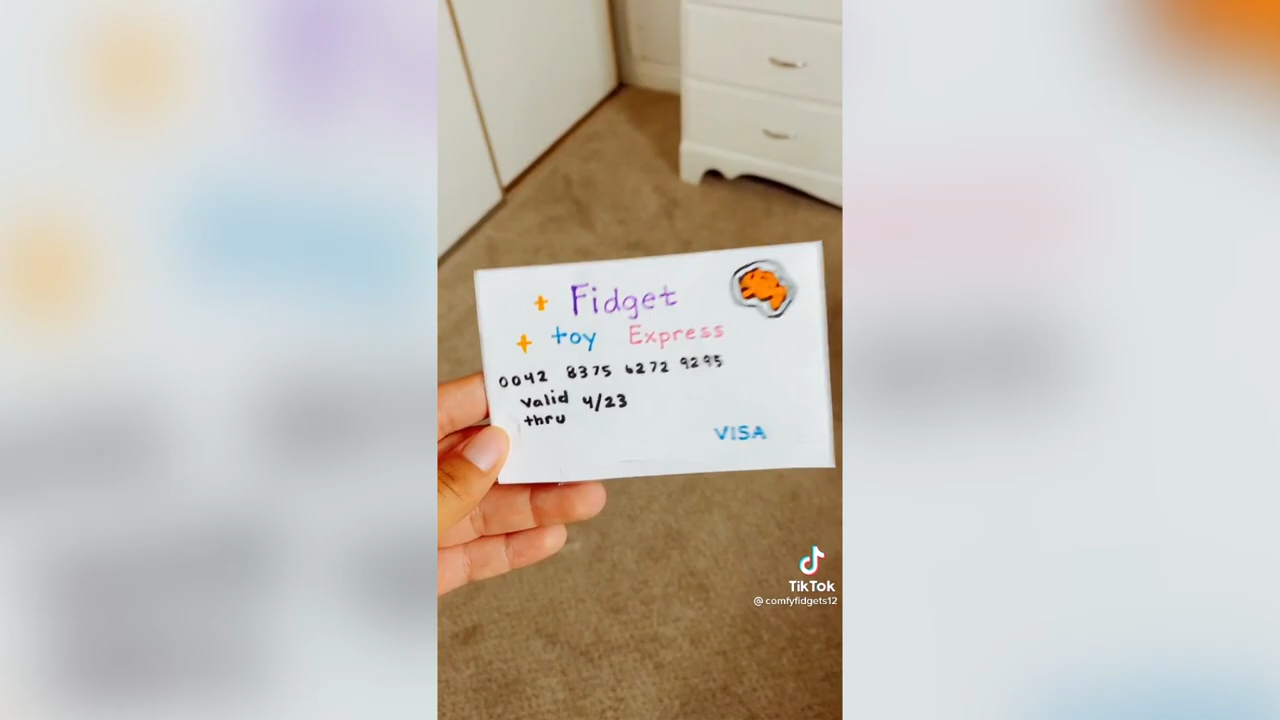 + Fidget
+ toy Express
0042 8375 6272 9295
Valid 4/23
thru
VISA
TikTok
@comfyfidgets12